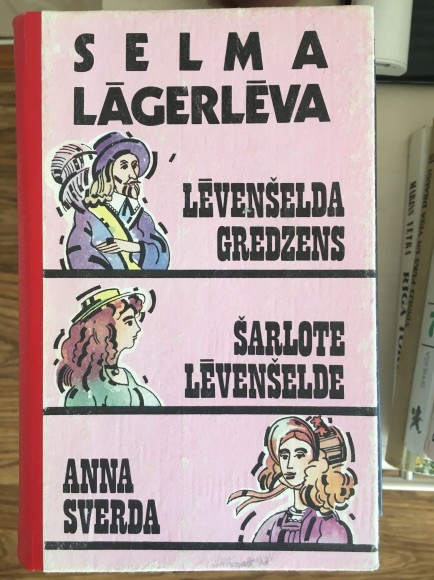 SELMA
LĀGERLĒVA
LĒVENŠELDA
GREDZENS
ŠARLOTE
LĒVENŠELDE
ANNA
SVERDA